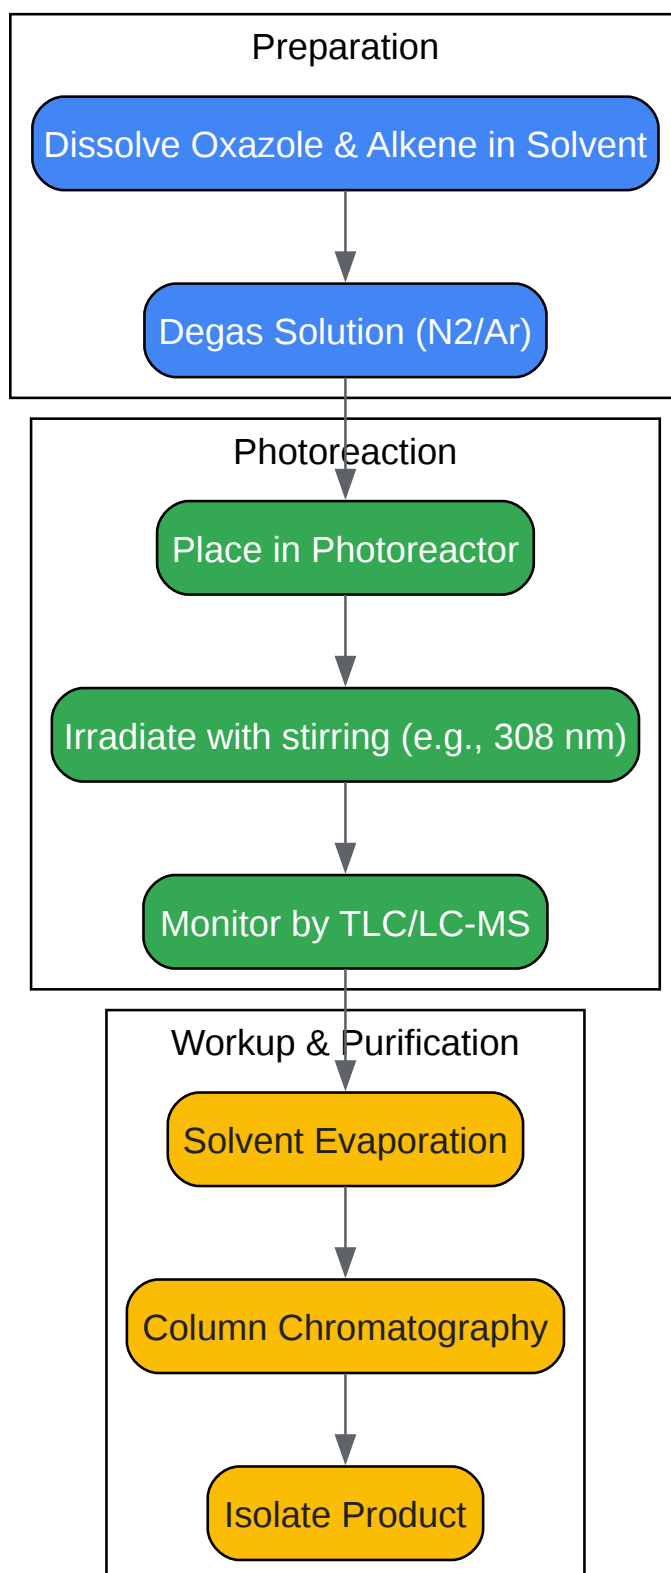 Preparation
Dissolve Oxazole & Alkene in Solvent
Degas Solution (N2/Ar)
Photoreaction
Place in Photoreactor
Irradiate with stirring (e.g., 308 nm)
Monitor by TLC/LC-MS
Workup & Purification
Solvent Evaporation
Column Chromatography
Isolate Product